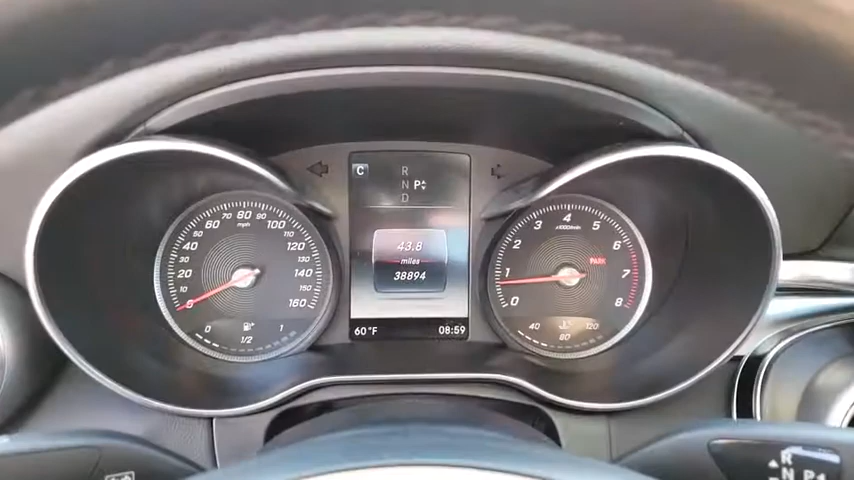 C
R
N P
D
43.8
miles
38894
60°F 08:59
0 10 20 30 40 50 60 70 80 90 100 110 120 130 140 150 160
mph
0 1/2 1
0 1 2 3 4 5 6 7 8
x1000/min
PARK
40 80 120
R
N P